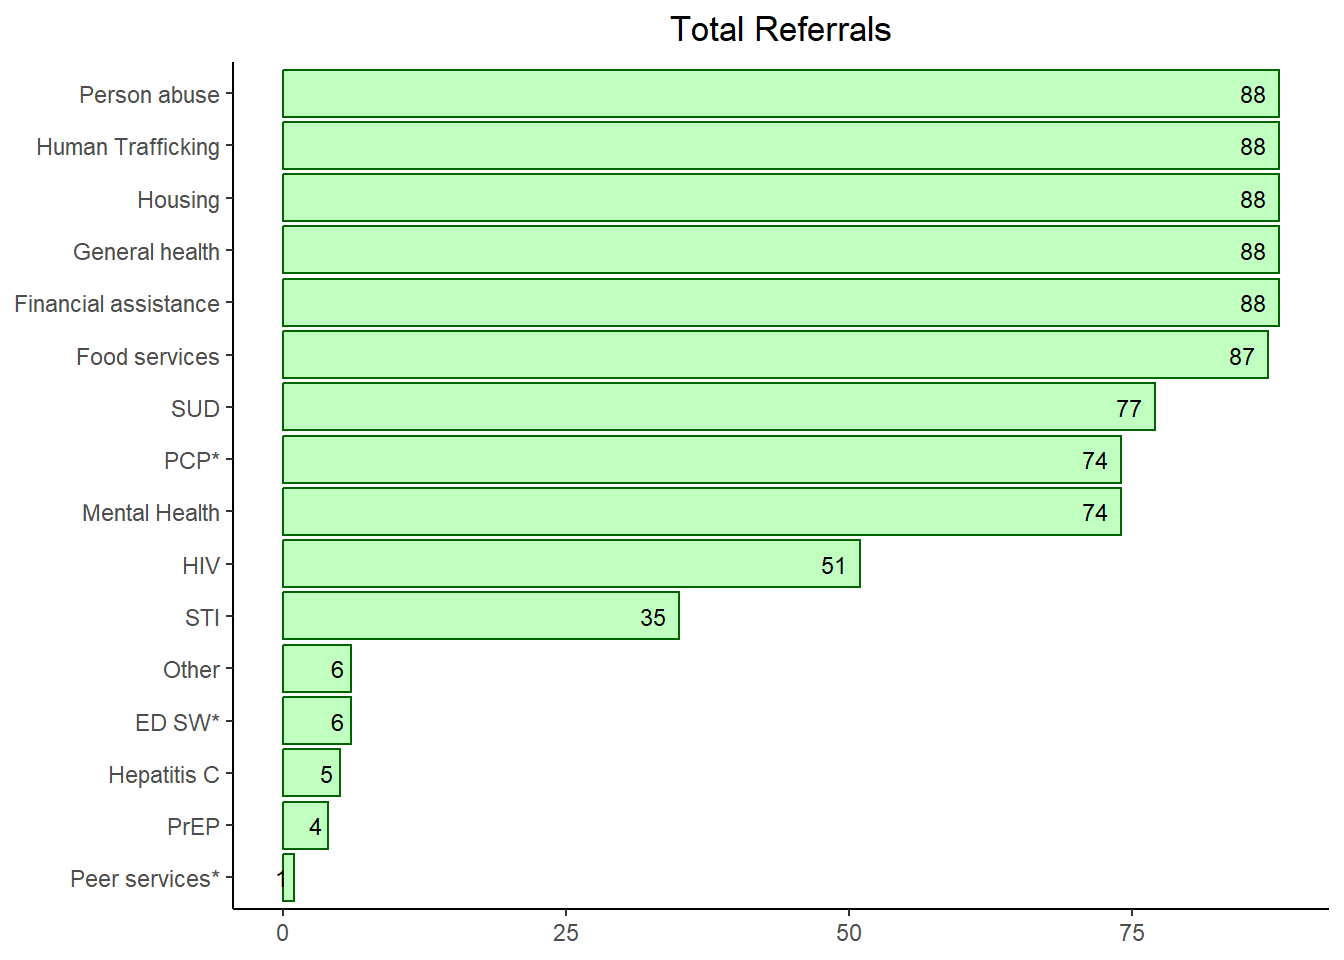 Total Referrals
Person abuse 88
Human Trafficking 88
Housing 88
General health 88
Financial assistance 88
Food services 87
SUD 77
PCP* 74
Mental Health 74
HIV 51
STI 35
Other 6
ED SW* 6
Hepatitis C 5
PrEP 4
Peer services* 1
0 25 50 75